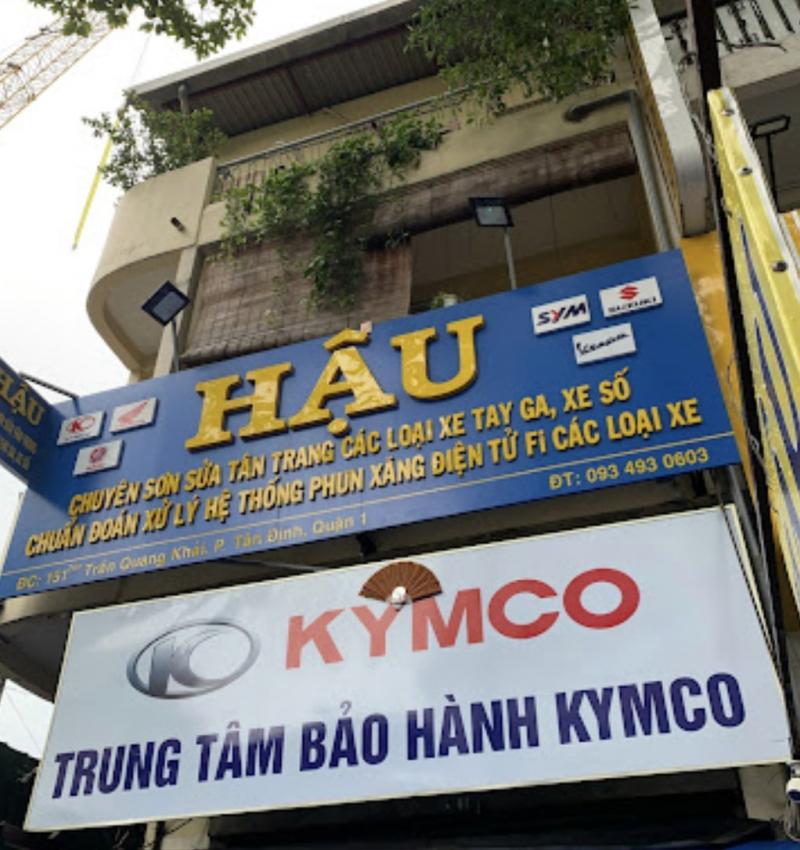 HẬU
SYM
SUZUKI
HẬU
CHUYÊN SƠN SỬA TÂN TRANG CÁC LOẠI XE TAY GA, XE SỐ
CHUẨN ĐOÁN XỬ LÝ HỆ THỐNG PHUN XĂNG ĐIỆN TỬ Fi CÁC LOẠI XE
ĐC: Trần Quang Khải, P. Tân Định, Quận 1
ĐT: 093 493 0603
KYMCO
TRUNG TÂM BẢO HÀNH KYMCO